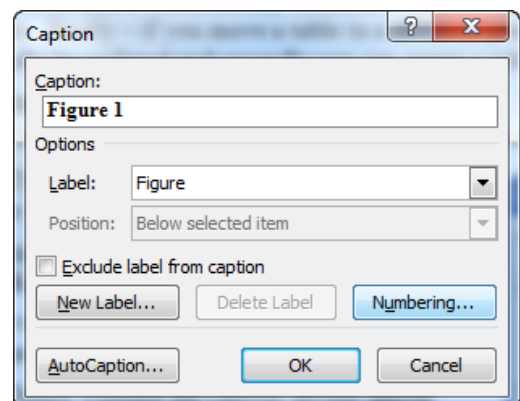 Caption
?
Caption:
Figure 1
Options
Label: Figure
Position: Below selected item
Exclude label from caption
New Label... Delete Label Numbering...
AutoCaption... OK Cancel